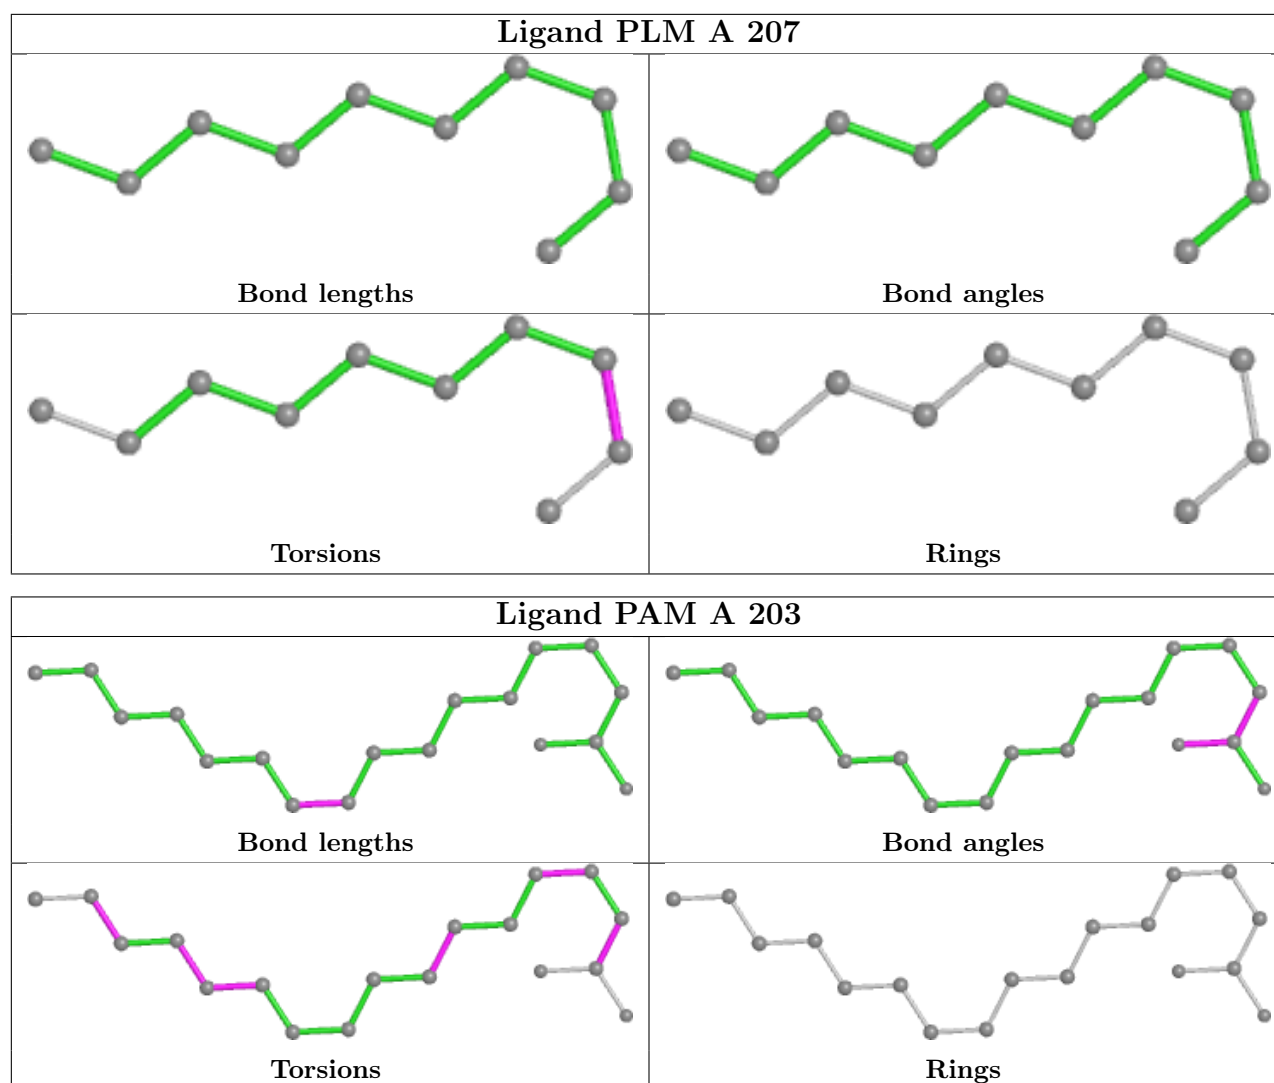 Ligand PLM A 207
Bond lengths
Bond angles
Torsions
Rings
Ligand PAM A 203
Bond lengths
Bond angles
Torsions
Rings